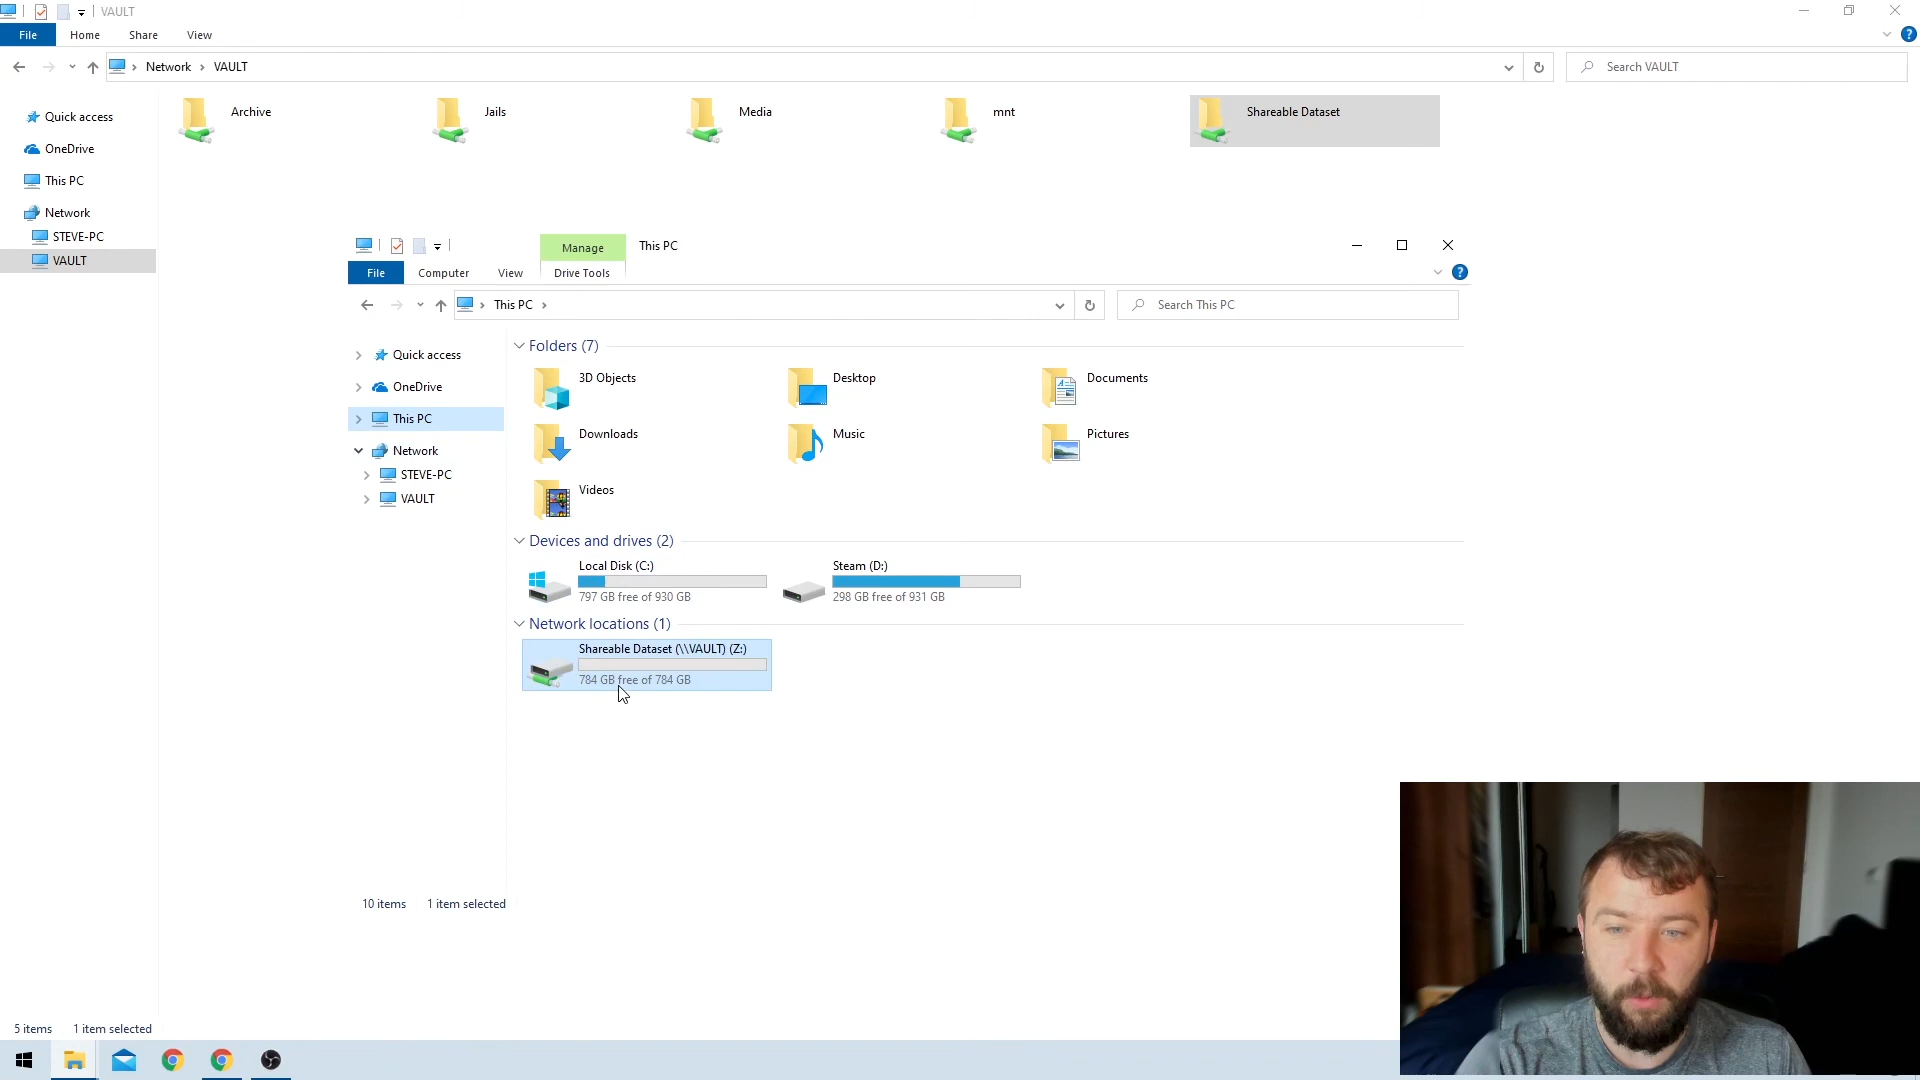 VAULT
File Home Share View
Network VAULT
Search VAULT
Quick access
OneDrive
This PC
Network
STEVE-PC
VAULT
Archive
Jails
Media
mnt
Shareable Dataset
Manage This PC
File Computer View Drive Tools
This PC
Search This PC
Quick access
OneDrive
This PC
Network
STEVE-PC
VAULT
Folders (7)
3D Objects
Desktop
Documents
Downloads
Music
Pictures
Videos
Devices and drives (2)
Local Disk (C:)
797 GB free of 930 GB
Steam (D:)
298 GB free of 931 GB
Network locations (1)
Shareable Dataset (\\VAULT) (Z:)
784 GB free of 784 GB
10 items 1 item selected
5 items 1 item selected